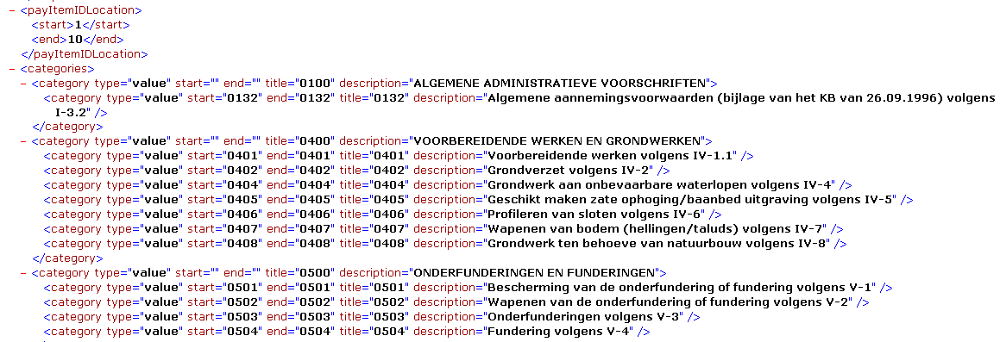 − <payItemIDLocation>
<start>1</start>
<end>10</end>
</payItemIDLocation>
− <categories>
− <category type="value" start="" end="" title="0100" description="ALGEMENE ADMINISTRATIEVE VOORSCHRIFTEN">
<category type="value" start="0132" end="0132" title="0132" description="Algemene aannemingsvoorwaarden (bijlage van het KB van 26.09.1996) volgens
I-3.2" />
</category>
− <category type="value" start="" end="" title="0400" description="VOORBEREIDENDE WERKEN EN GRONDWERKEN">
<category type="value" start="0401" end="0401" title="0401" description="Voorbereidende werken volgens IV-1.1" />
<category type="value" start="0402" end="0402" title="0402" description="Grondverzet volgens IV-2" />
<category type="value" start="0404" end="0404" title="0404" description="Grondwerk aan onbevaarbare waterlopen volgens IV-4" />
<category type="value" start="0405" end="0405" title="0405" description="Geschikt maken zate ophoging/baanbed uitgraving volgens IV-5" />
<category type="value" start="0406" end="0406" title="0406" description="Profileren van sloten volgens IV-6" />
<category type="value" start="0407" end="0407" title="0407" description="Wapenen van bodem (hellingen/taluds) volgens IV-7" />
<category type="value" start="0408" end="0408" title="0408" description="Grondwerk ten behoeve van natuurbouw volgens IV-8" />
</category>
− <category type="value" start="" end="" title="0500" description="ONDERFUNDERINGEN EN FUNDERINGEN">
<category type="value" start="0501" end="0501" title="0501" description="Bescherming van de onderfundering of fundering volgens V-1" />
<category type="value" start="0502" end="0502" title="0502" description="Wapenen van de onderfundering of fundering volgens V-2" />
<category type="value" start="0503" end="0503" title="0503" description="Onderfunderingen volgens V-3" />
<category type="value" start="0504" end="0504" title="0504" description="Fundering volgens V-4" />